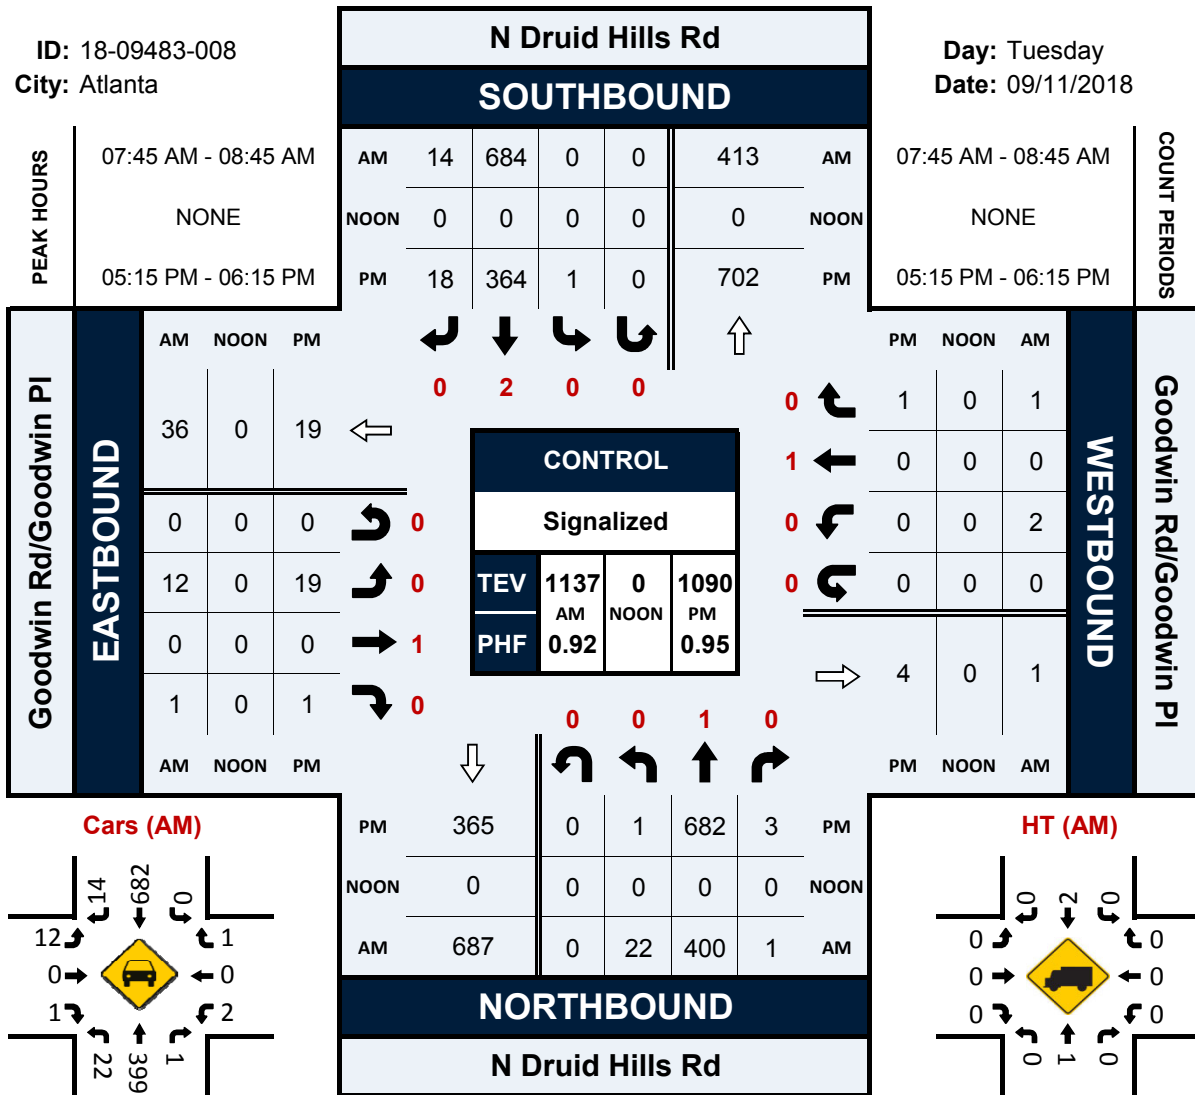 ID: 18-09483-008
City: Atlanta
N Druid Hills Rd
SOUTHBOUND
Day: Tuesday
Date: 09/11/2018
PEAK HOURS
07:45 AM - 08:45 AM
NONE
05:15 PM - 06:15 PM
AM 14 684 0 0 413 AM
NOON 0 0 0 0 0 NOON
PM 18 364 1 0 702 PM
07:45 AM - 08:45 AM
NONE
05:15 PM - 06:15 PM
COUNT PERIODS
0 2 0 0
Goodwin Rd/Goodwin Pl
EASTBOUND
AM NOON PM
36 0 19
0 0 0 0
12 0 19 0
0 0 0 1
1 0 1 0
AM NOON PM
CONTROL
Signalized
TEV 1137 0 1090
AM NOON PM
PHF 0.92 0.95
PM NOON AM
0 1 0 1
1 0 0 0
0 0 0 2
0 0 0 0
4 0 1
PM NOON AM
WESTBOUND
Goodwin Rd/Goodwin Pl
0 0 1 0
PM 365 0 1 682 3 PM
NOON 0 0 0 0 0 NOON
AM 687 0 22 400 1 AM
NORTHBOUND
N Druid Hills Rd
Cars (AM)
14 682 0
12 1
0 0
1 2
22 399 1
HT (AM)
0 2 0
0 0
0 0
0 0
0 1 0